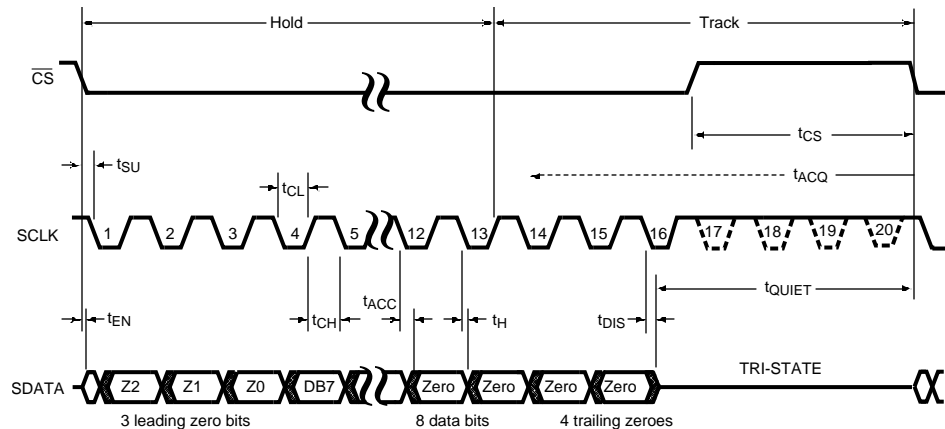 Hold Track
CS
tCS
tSU
tCL
tACQ
SCLK 1 2 3 4 5 12 13 14 15 16 17 18 19 20
tQUIET
tACC
tEN tCH tH tDIS
TRI-STATE
SDATA Z2 Z1 Z0 DB7 Zero Zero Zero Zero
3 leading zero bits 8 data bits 4 trailing zeroes